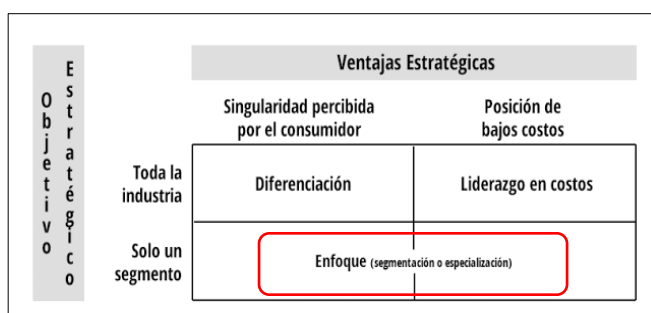 Objetivo
Estratégico
Ventajas Estratégicas
Singularidad percibida
por el consumidor
Posición de
bajos costos
Toda la
industria
Diferenciación
Liderazgo en costos
Solo un
segmento
Enfoque (segmentación o especialización)